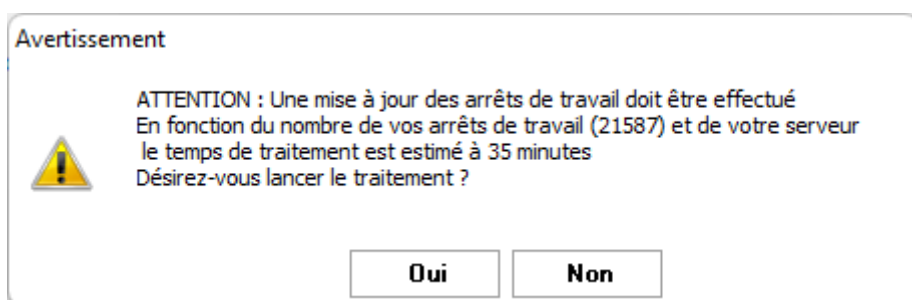 Avertissement
ATTENTION : Une mise à jour des arrêts de travail doit être effectué
En fonction du nombre de vos arrêts de travail (21587) et de votre serveur
le temps de traitement est estimé à 35 minutes
Désirez-vous lancer le traitement ?
Oui
Non